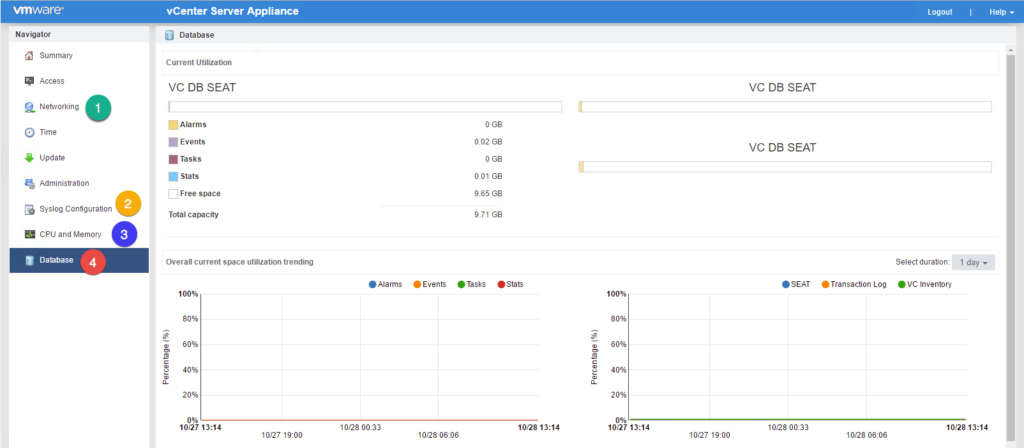 vmware®
vCenter Server Appliance
Logout | Help
Navigator
Summary
Access
Networking 1
Time
Update
Administration
Syslog Configuration 2
CPU and Memory 3
Database 4
Database
Current Utilization
VC DB SEAT
Alarms 0 GB
Events 0.02 GB
Tasks 0 GB
Stats 0.01 GB
Free space 9.65 GB
Total capacity 9.71 GB
VC DB SEAT
VC DB SEAT
Overall current space utilization trending
Select duration: 1 day
Alarms Events Tasks Stats
Percentage (%)
100%
80%
60%
40%
20%
0%
10/27 13:14 10/28 00:33 10/28 13:14
10/27 19:00 10/28 06:06
SEAT Transaction Log VC Inventory
Percentage (%)
100%
80%
60%
40%
20%
0%
10/27 13:14 10/28 00:33 10/28 13:14
10/27 19:00 10/28 06:06